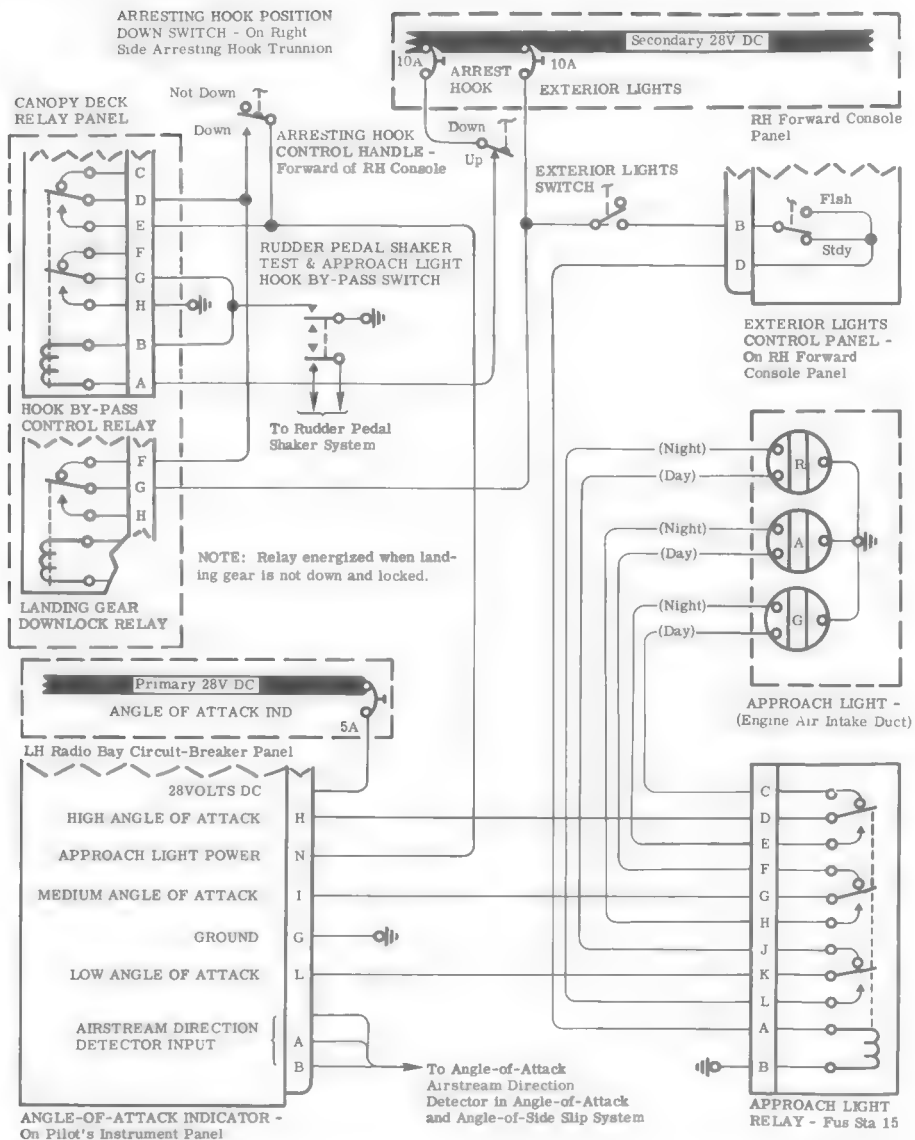 ARRESTING HOOK POSITION
DOWN SWITCH - On Right
Side Arresting Hook Trunnion
Secondary 28V DC
10A
ARREST
HOOK
10A
EXTERIOR LIGHTS
RH Forward Console
Panel
CANOPY DECK
RELAY PANEL
Not Down
Down
ARRESTING HOOK
CONTROL HANDLE -
Forward of RH Console
Down
Up
EXTERIOR LIGHTS
SWITCH
C
D
E
F
G
H
B
A
RUDDER PEDAL SHAKER
TEST & APPROACH LIGHT
HOOK BY-PASS SWITCH
B
D
Flsh
Stdy
EXTERIOR LIGHTS
CONTROL PANEL -
On RH Forward
Console Panel
HOOK BY-PASS
CONTROL RELAY
To Rudder Pedal
Shaker System
F
G
H
NOTE: Relay energized when land-
ing gear is not down and locked.
LANDING GEAR
DOWNLOCK RELAY
(Night)
(Day)
R
(Night)
(Day)
A
(Night)
(Day)
G
APPROACH LIGHT -
(Engine Air Intake Duct)
Primary 28V DC
ANGLE OF ATTACK IND
5A
LH Radio Bay Circuit-Breaker Panel
28VOLTS DC
HIGH ANGLE OF ATTACK H
APPROACH LIGHT POWER N
MEDIUM ANGLE OF ATTACK I
GROUND G
LOW ANGLE OF ATTACK L
AIRSTREAM DIRECTION
DETECTOR INPUT
A
B
To Angle-of-Attack
Airstream Direction
Detector in Angle-of-Attack
and Angle-of-Side Slip System
ANGLE-OF-ATTACK INDICATOR -
On Pilot's Instrument Panel
C
D
E
F
G
H
J
K
L
A
B
APPROACH LIGHT
RELAY - Fus Sta 15